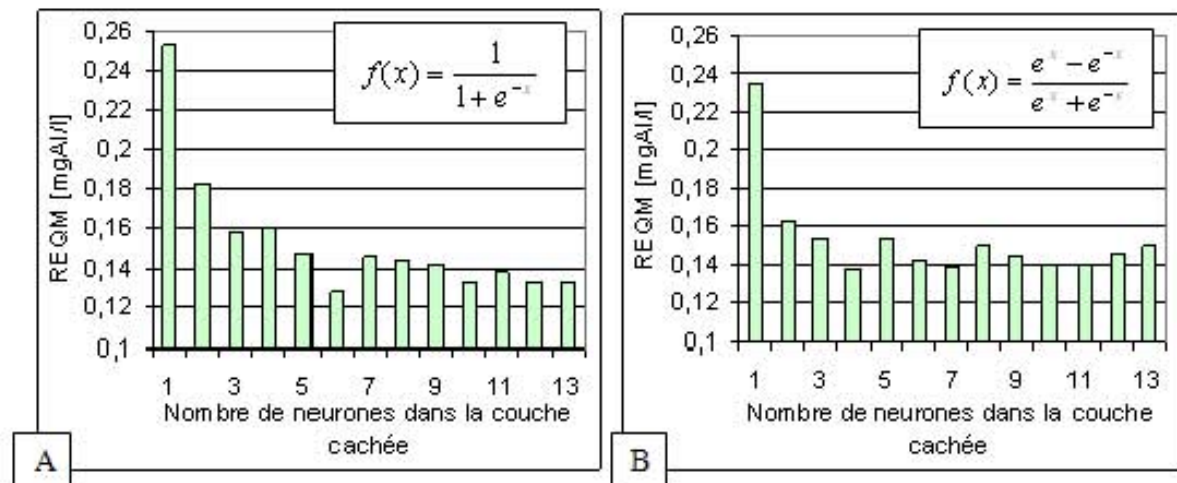 0,26
0,24
0,22
0,2
0,18
0,16
0,14
0,12
0,1
REQM [mgAl/l]
f(x) = 1 / (1 + e^-x)
1 3 5 7 9 11 13
Nombre de neurones dans la couche
cachée
A
0,26
0,24
0,22
0,2
0,18
0,16
0,14
0,12
0,1
REQM [mgAl/l]
f(x) = (e^x − e^-x) / (e^x + e^-x)
1 3 5 7 9 11 13
Nombre de neurones dans la couche
cachée
B